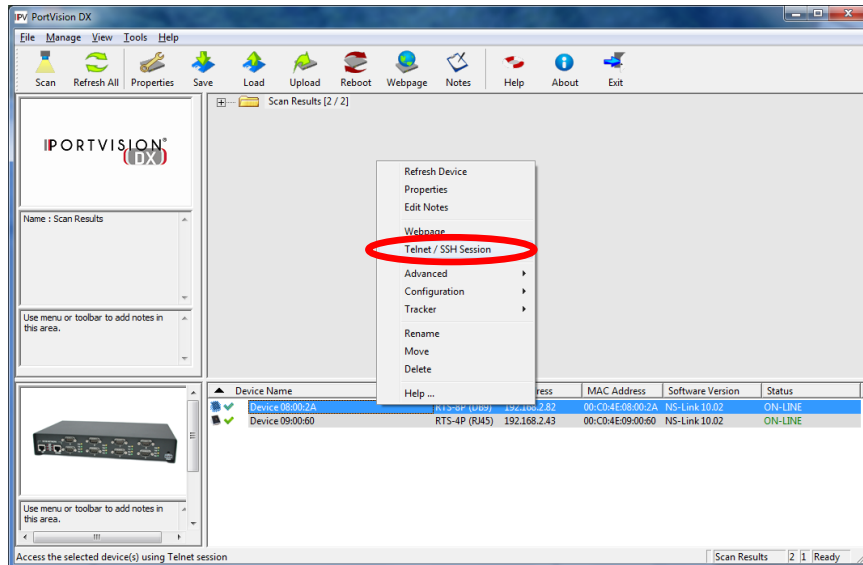 PortVision DX
File Manage View Tools Help
Scan Refresh All Properties Save Load Upload Reboot Webpage Notes Help About Exit
Scan Results [2 / 2]
PORTVISION®
(DX)
Name : Scan Results
Use menu or toolbar to add notes in
this area.
Refresh Device
Properties
Edit Notes
Webpage
Telnet / SSH Session
Advanced
Configuration
Tracker
Rename
Move
Delete
Help ...
Device Name MAC Address Software Version Status
Device 08:00:2A RTS-8P (DB9) 192.168.2.82 00:C0:4E:08:00:2A NS-Link 10.02 ON-LINE
Device 09:00:60 RTS-4P (RJ45) 192.168.2.43 00:C0:4E:09:00:60 NS-Link 10.02 ON-LINE
Use menu or toolbar to add notes in
this area.
Access the selected device(s) using Telnet session Scan Results 2 1 Ready